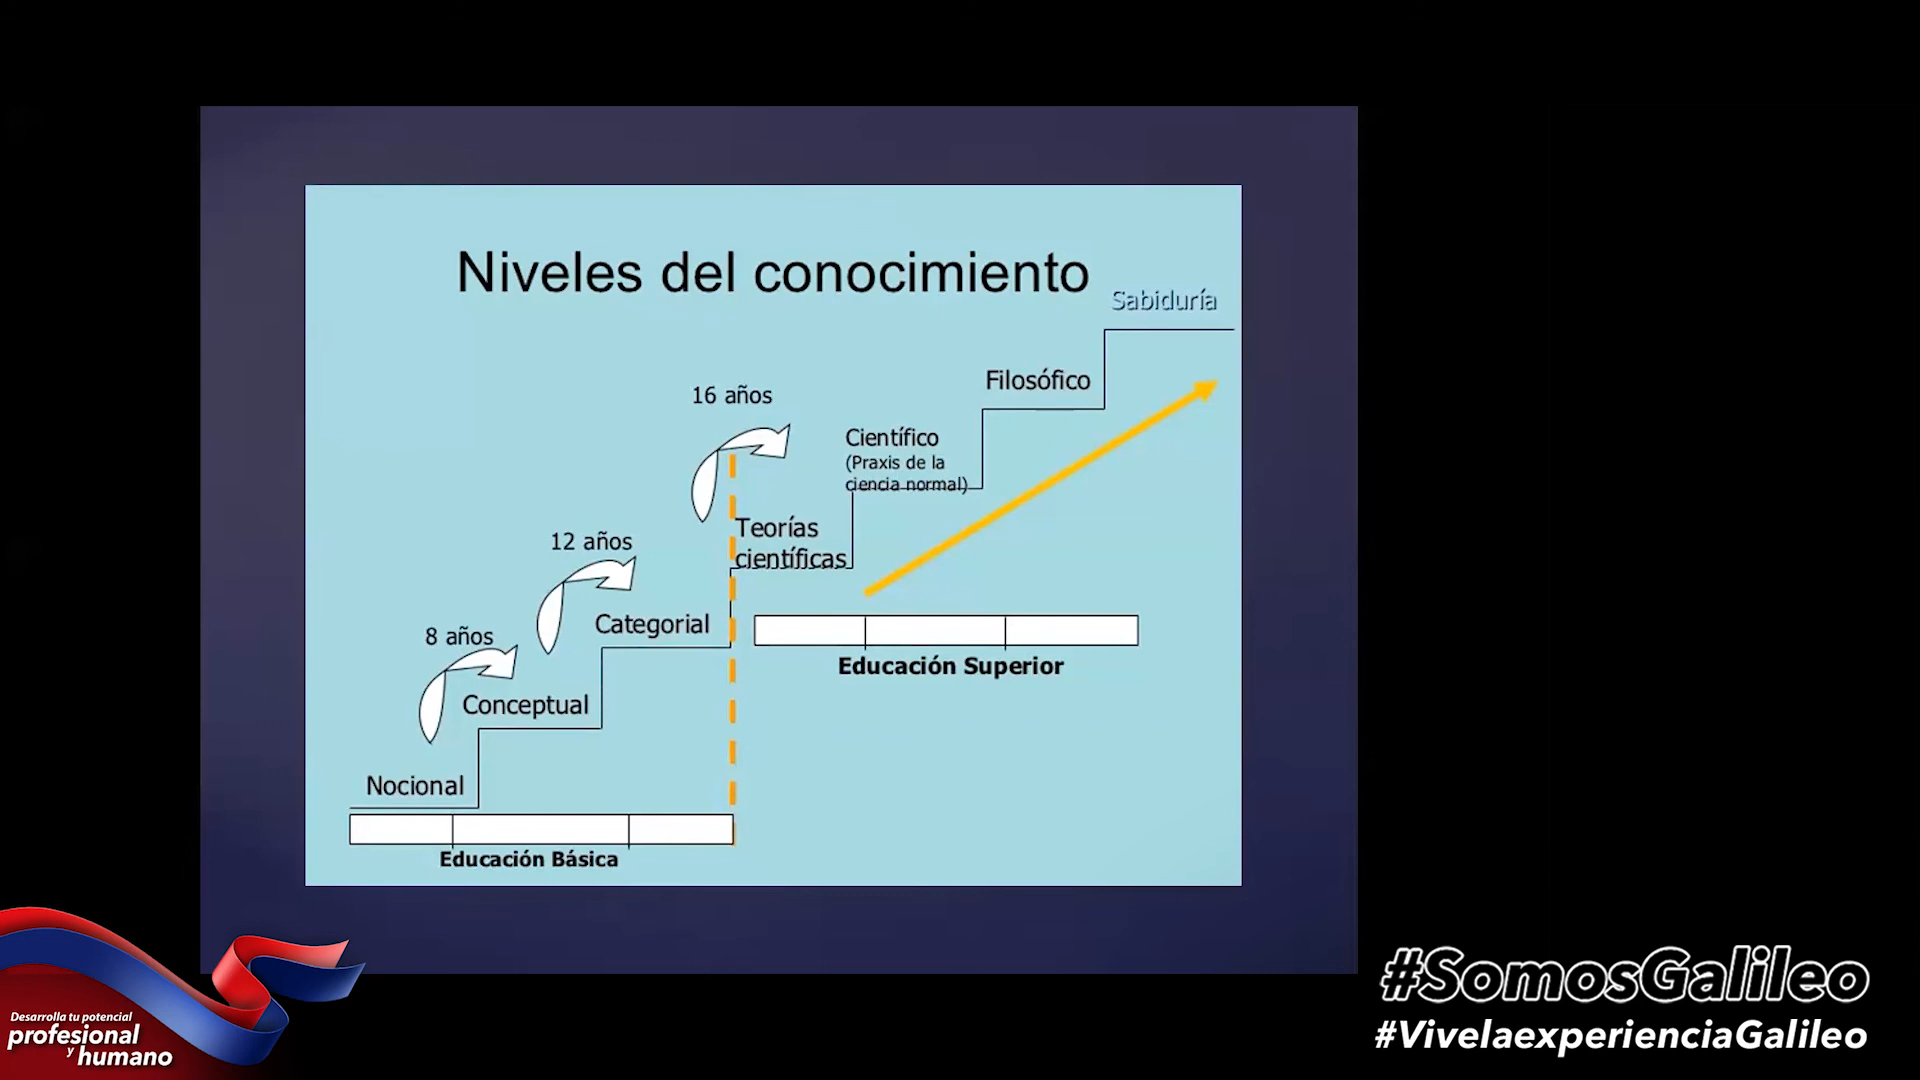 Niveles del conocimiento
Sabiduría
Filosófico
16 años
Científico
(Praxis de la
ciencia normal)
Teorías
científicas
12 años
Categorial
8 años
Conceptual
Educación Superior
Nocional
Educación Básica
#SomosGalileo
#VivelaexperienciaGalileo
Desarrolla tu potencial
profesional
y humano